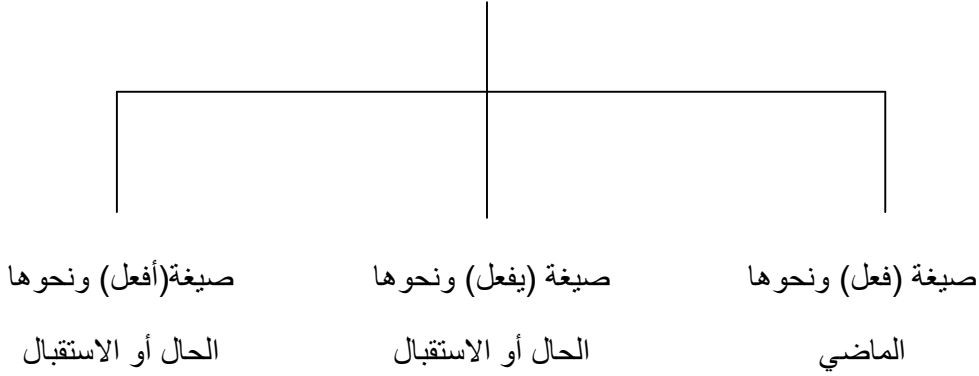 صيغة (فعل) ونحوها
الماضي
صيغة (يفعل) ونحوها
الحال أو الاستقبال
صيغة(أفعل) ونحوها
الحال أو الاستقبال